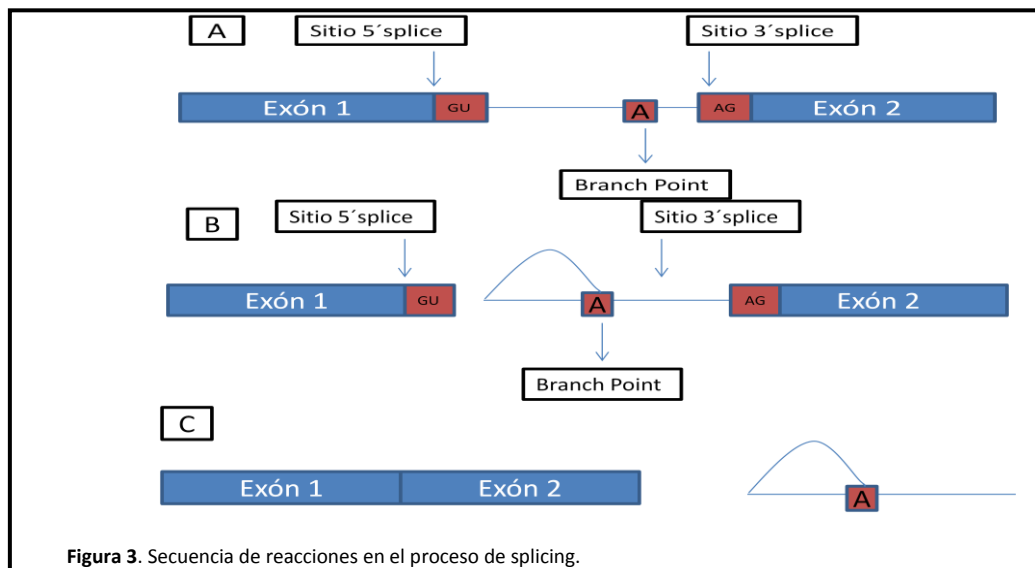 A
Sitio 5´splice
Sitio 3´splice
Exón 1
GU
A
AG
Exón 2
Branch Point
B
Sitio 5´splice
Sitio 3´splice
Exón 1
GU
A
AG
Exón 2
Branch Point
C
Exón 1
Exón 2
A
Figura 3. Secuencia de reacciones en el proceso de splicing.